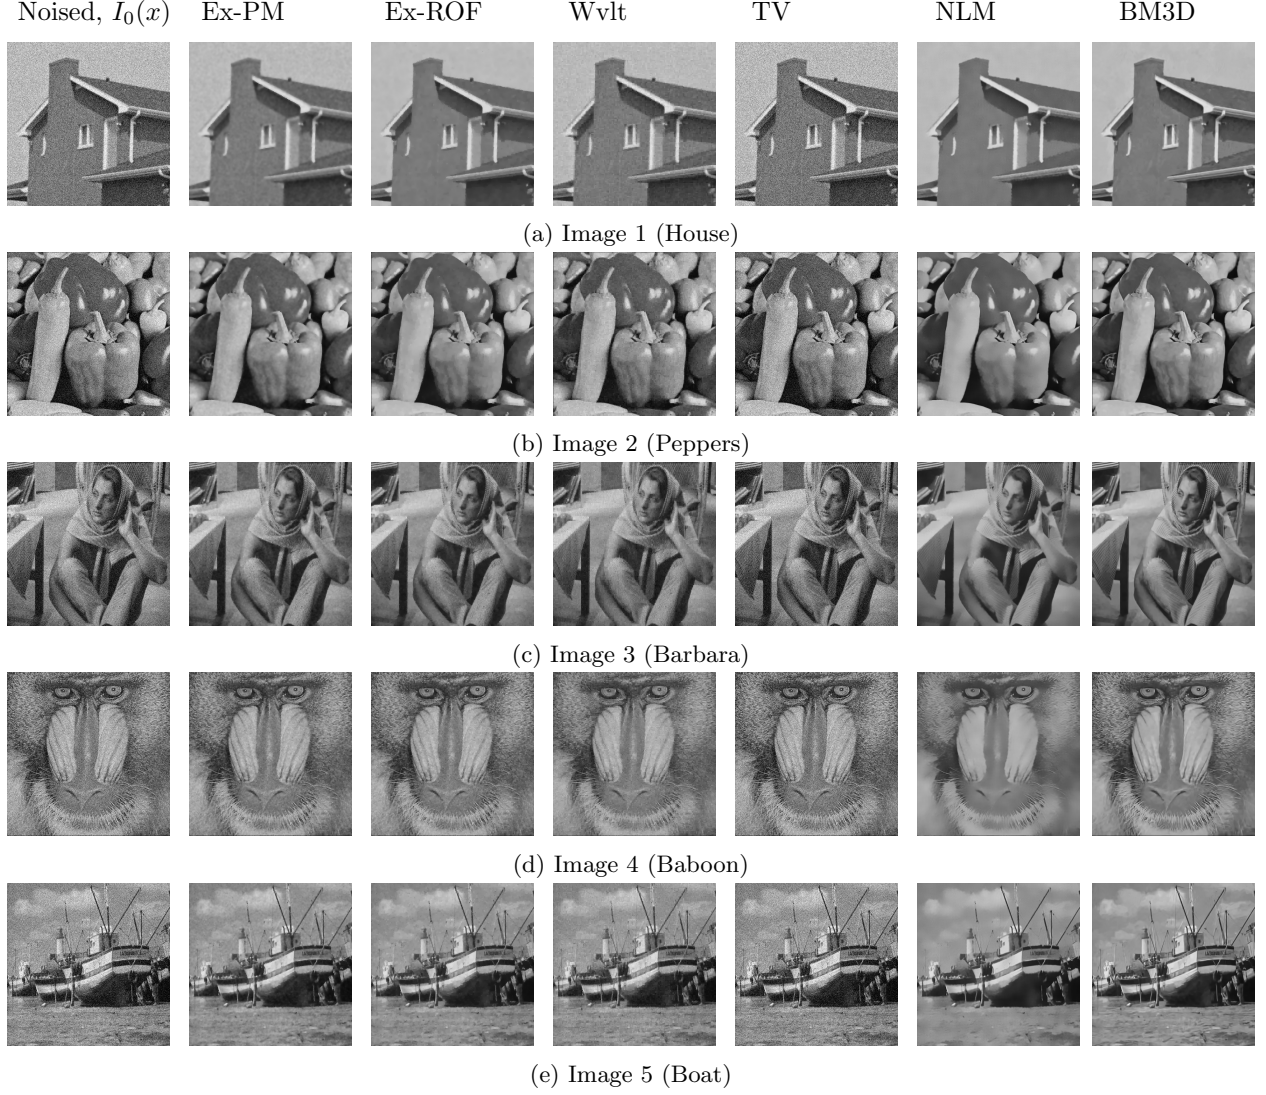 Noised, I₀(x) Ex-PM Ex-ROF Wvlt TV NLM BM3D
(a) Image 1 (House)
(b) Image 2 (Peppers)
(c) Image 3 (Barbara)
(d) Image 4 (Baboon)
(e) Image 5 (Boat)